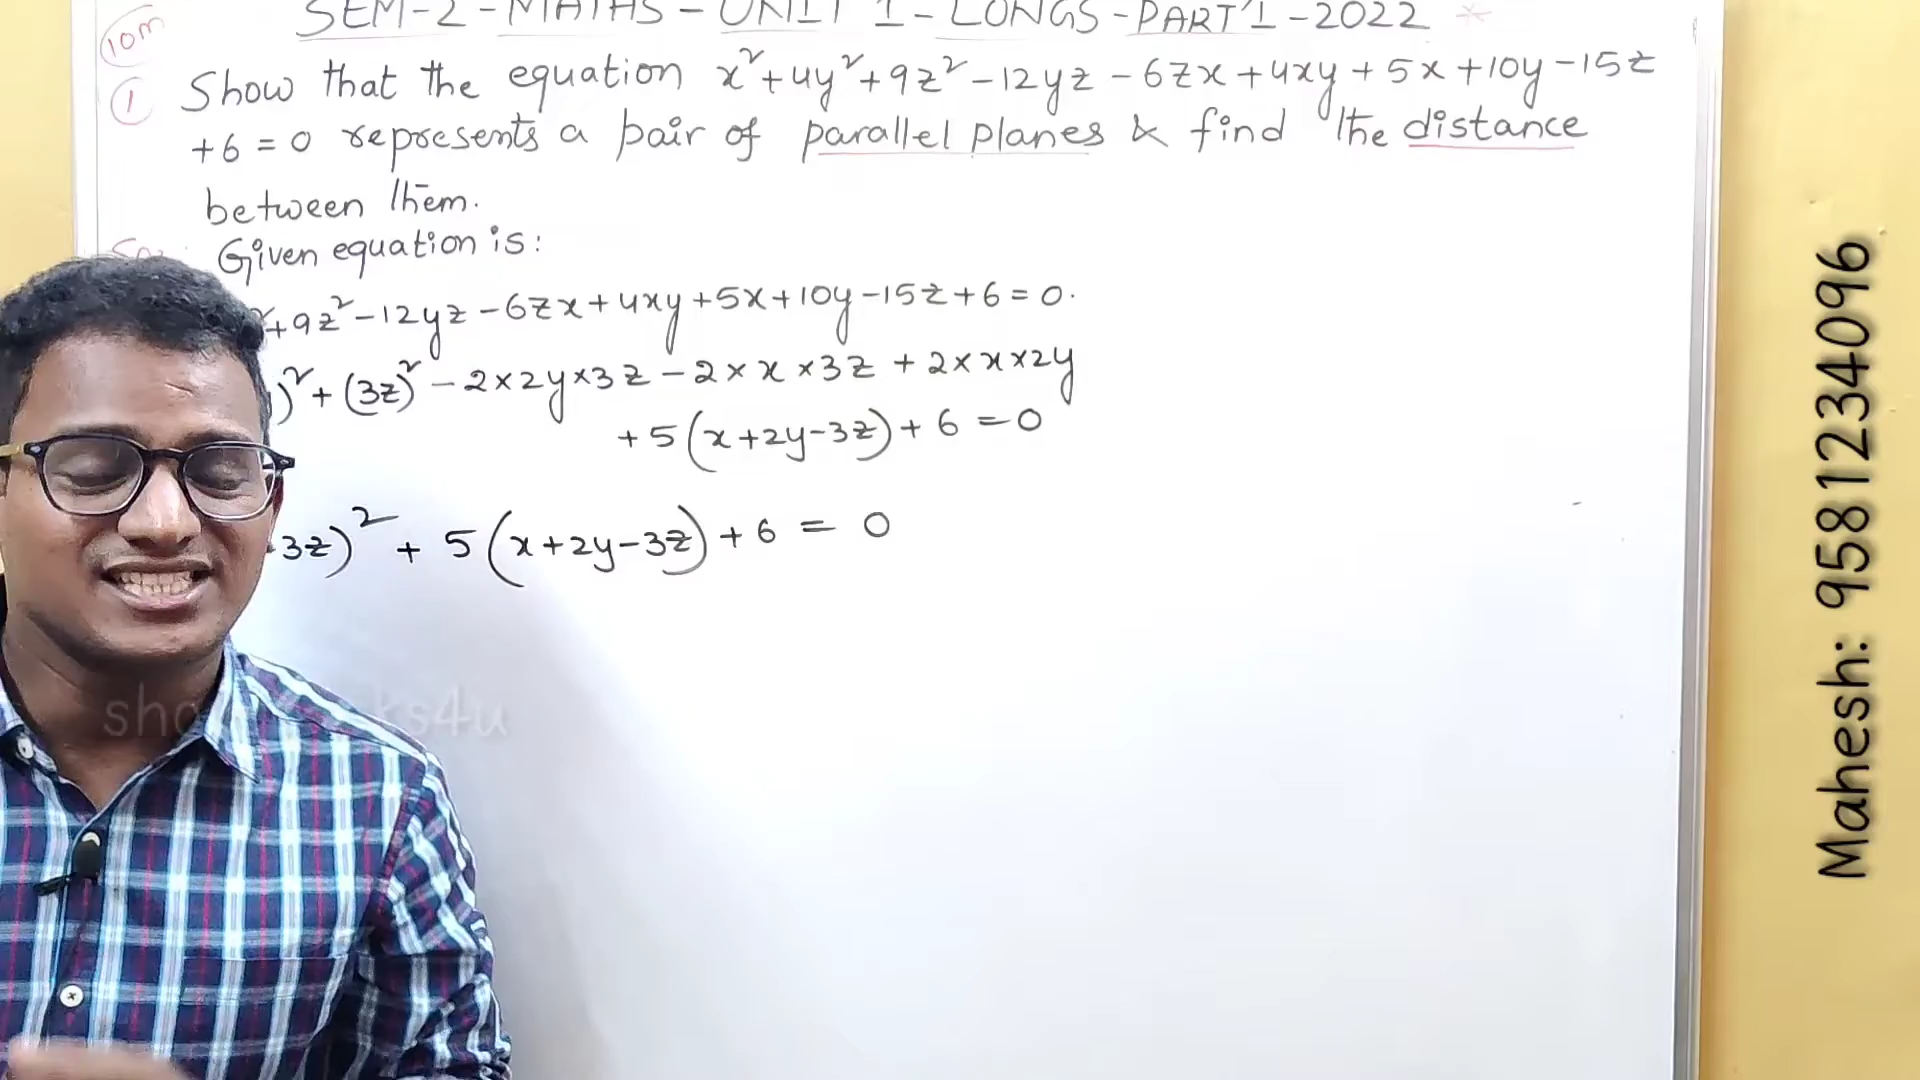 10m
SEM-2-MATHS-UNIT 1-LONGS-PART 1-2022
1 Show that the equation x²+4y²+9z²-12yz-6zx+4xy+5x+10y-15z
+6=0 represents a pair of parallel planes & find the distance
between them.
Given equation is:
+9z²-12yz-6zx+4xy+5x+10y-15z+6=0.
)²+(3z)²-2×2y×3z-2×x×3z+2×x×2y
+5(x+2y-3z)+6=0
3z)²+5(x+2y-3z)+6=0
ks4u
Mahesh: 9581234096